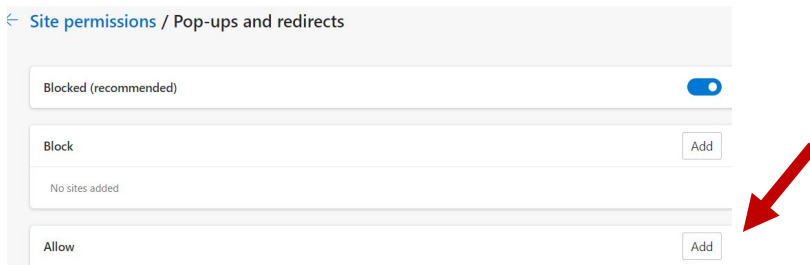 Site permissions / Pop-ups and redirects
Blocked (recommended)
Block
Add
No sites added
Allow
Add